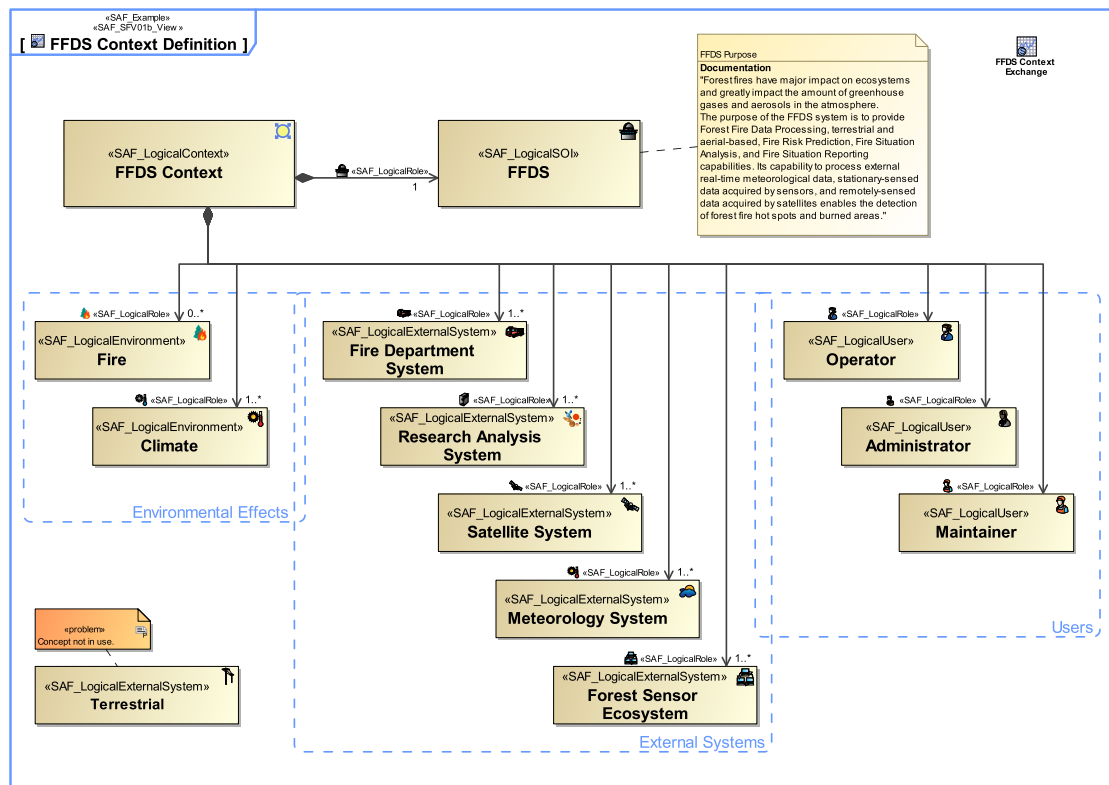 «SAF_Example»
«SAF_SFV01b_View »
[ FFDS Context Definition ]
FFDS Purpose
Documentation
"Forest fires have major impact on ecosystems
and greatly impact the amount of greenhouse
gases and aerosols in the atmosphere.
The purpose of the FFDS system is to provide
Forest Fire Data Processing, terrestrial and
aerial-based, Fire Risk Prediction, Fire Situation
Analysis, and Fire Situation Reporting
capabilities. Its capability to process external
real-time meteorological data, stationary-sensed
data acquired by sensors, and remotely-sensed
data acquired by satellites enables the detection
of forest fire hot spots and burned areas."
FFDS Context
Exchange
«SAF_LogicalContext»
FFDS Context
«SAF_LogicalRole»
1
«SAF_LogicalSOI»
FFDS
«SAF_LogicalRole»
0..*
«SAF_LogicalEnvironment»
Fire
«SAF_LogicalRole»
1..*
«SAF_LogicalEnvironment»
Climate
Environmental Effects
«SAF_LogicalRole»
1..*
«SAF_LogicalExternalSystem»
Fire Department
System
«SAF_LogicalRole»
1..*
«SAF_LogicalExternalSystem»
Research Analysis
System
«SAF_LogicalRole»
1..*
«SAF_LogicalExternalSystem»
Satellite System
«SAF_LogicalRole»
1..*
«SAF_LogicalExternalSystem»
Meteorology System
«SAF_LogicalRole»
1..*
«SAF_LogicalExternalSystem»
Forest Sensor
Ecosystem
External Systems
«SAF_LogicalRole»
«SAF_LogicalUser»
Operator
«SAF_LogicalRole»
«SAF_LogicalUser»
Administrator
«SAF_LogicalRole»
«SAF_LogicalUser»
Maintainer
Users
«problem»
Concept not in use.
«SAF_LogicalExternalSystem»
Terrestrial